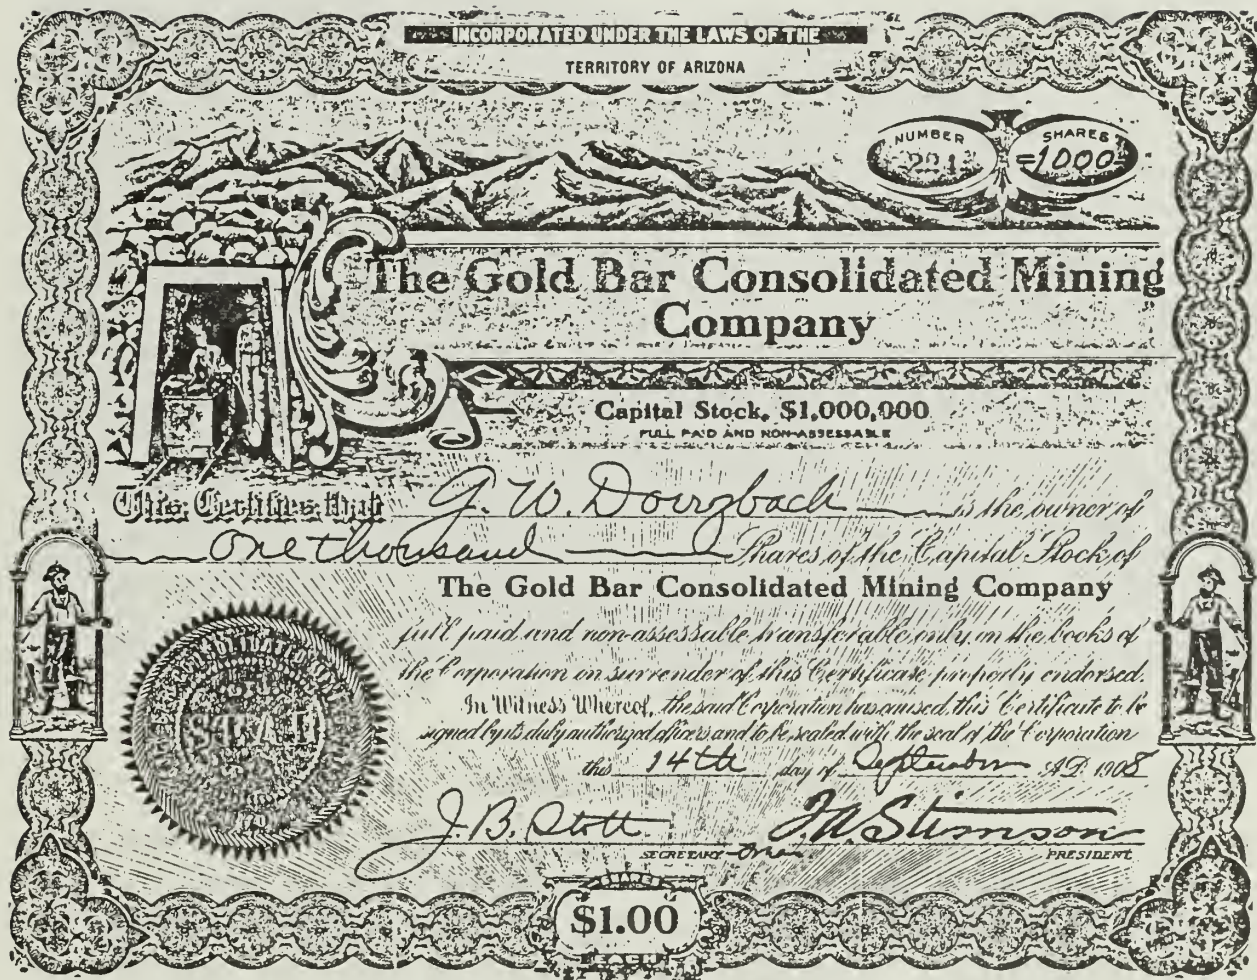 INCORPORATED UNDER THE LAWS OF THE
TERRITORY OF ARIZONA
NUMBER
SHARES
=1000=
The Gold Bar Consolidated Mining
Company
Capital Stock, $1,000,000
FULL PAID AND NON-ASSESSABLE
This Certifies that G. W. is the owner of
One thousand Shares of the Capital Stock of
The Gold Bar Consolidated Mining Company
full paid and non-assessable, transferable only on the books of
the Corporation on surrender of this Certificate properly endorsed.
In Witness Whereof, the said Corporation has caused this Certificate to be
signed by its duly authorized officers and to be sealed with the seal of the Corporation
this 14th day of September A.D. 1908
J. B. Stott
Stimson
SECRETARY
PRESIDENT
SHARES
$1.00
EACH
SEAL